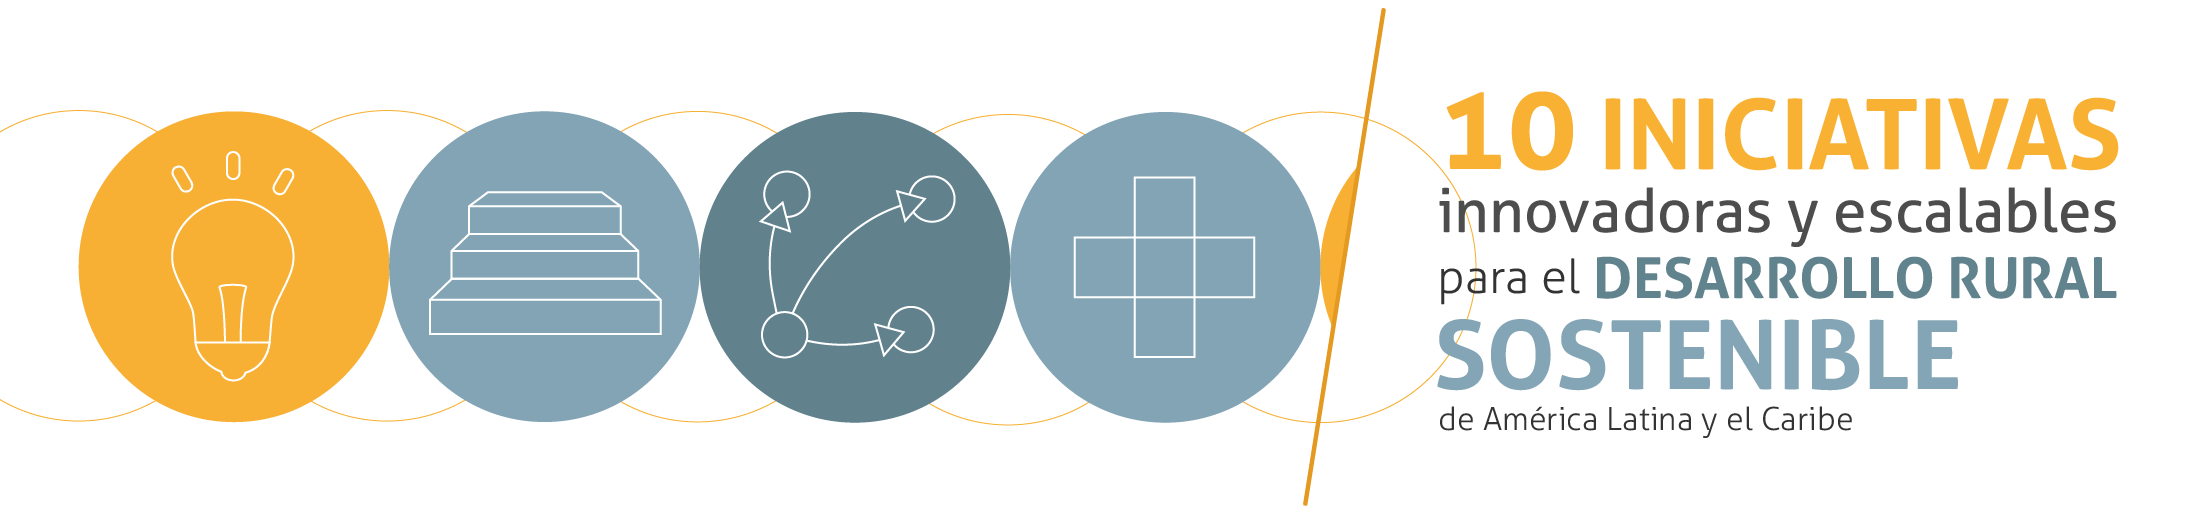 10 INICIATIVAS
innovadoras y escalables
para el DESARROLLO RURAL
SOSTENIBLE
de América Latina y el Caribe